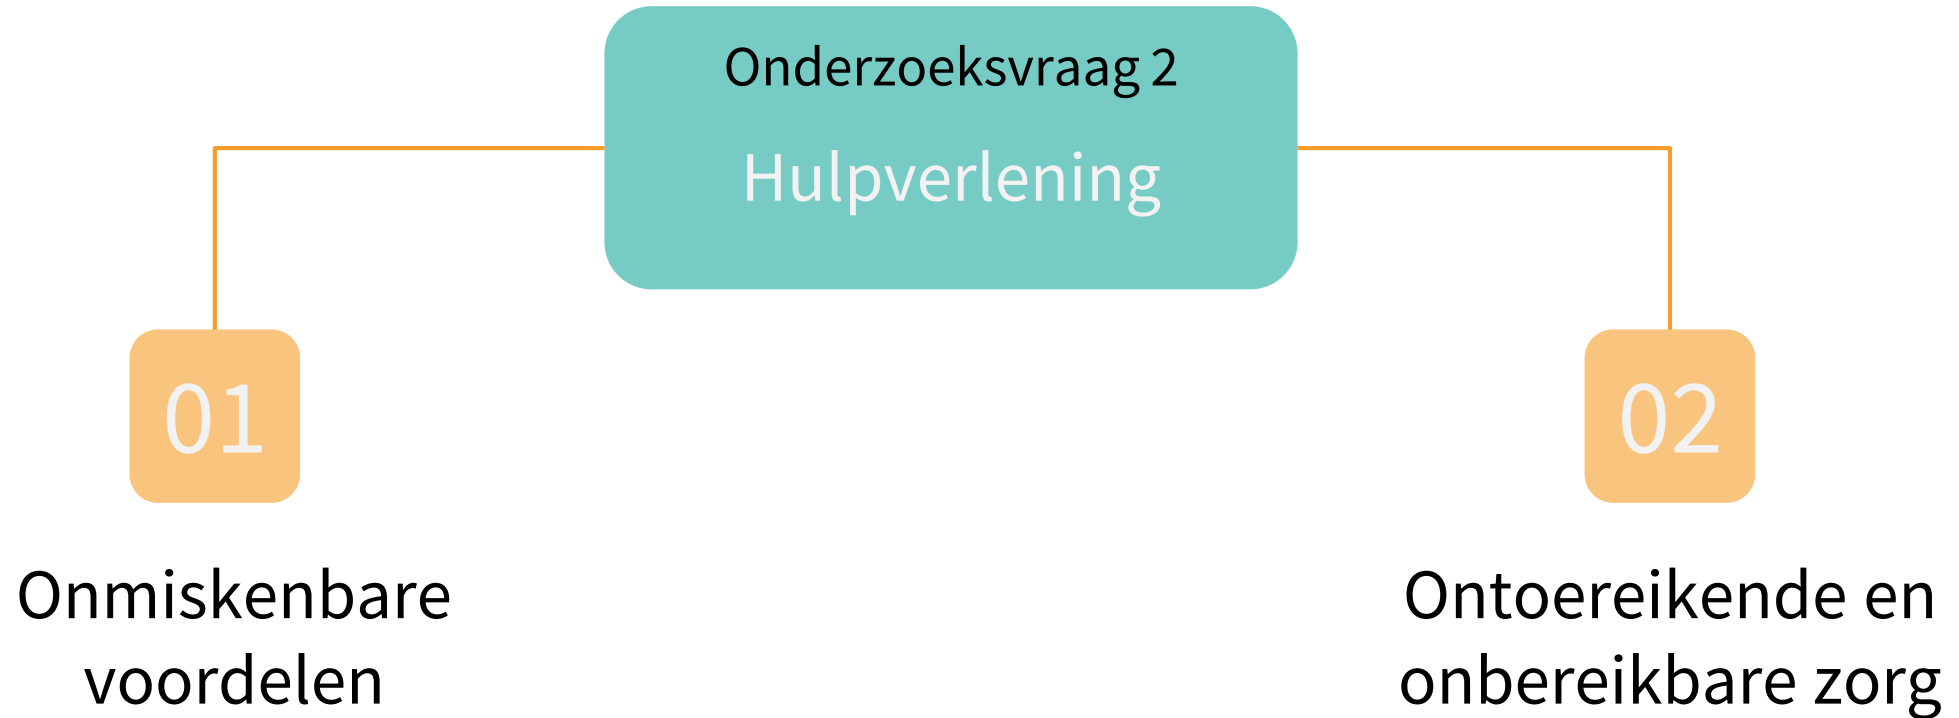 Onderzoeksvraag 2
Hulpverlening
01
02
Onmiskenbare
voordelen
Ontoereikende en
onbereikbare zorg